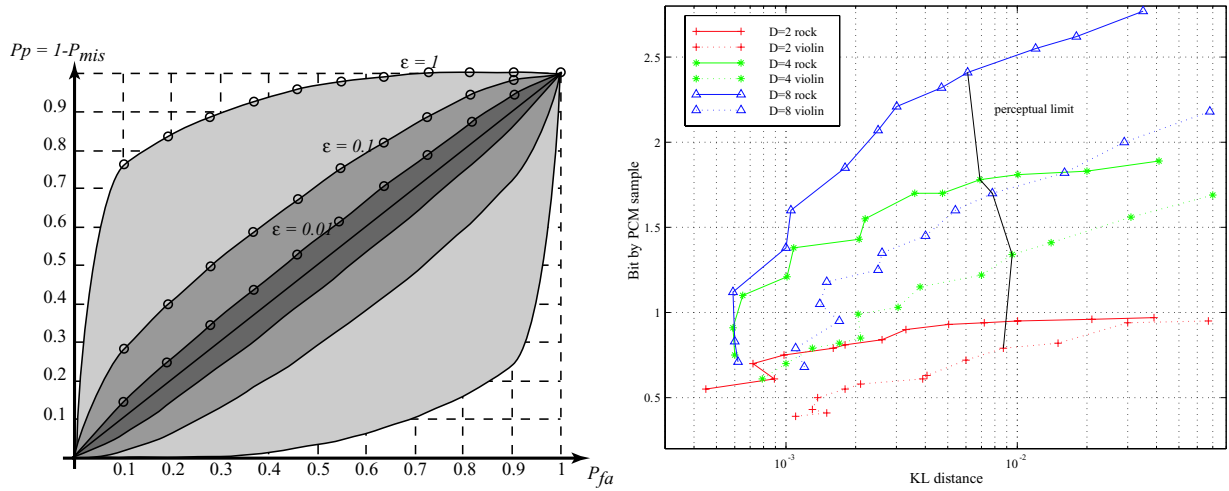 Pp = 1-Pmis
ε = 1
ε = 0.1
ε = 0.01
0.9
0.8
0.7
0.6
0.5
0.4
0.3
0.2
0.1
0.1 0.2 0.3 0.4 0.5 0.6 0.7 0.8 0.9 1
Pfa
D=2 rock
D=2 violin
D=4 rock
D=4 violin
D=8 rock
D=8 violin
perceptual limit
Bit by PCM sample
2.5
2
1.5
1
0.5
10^-3 10^-2
KL distance